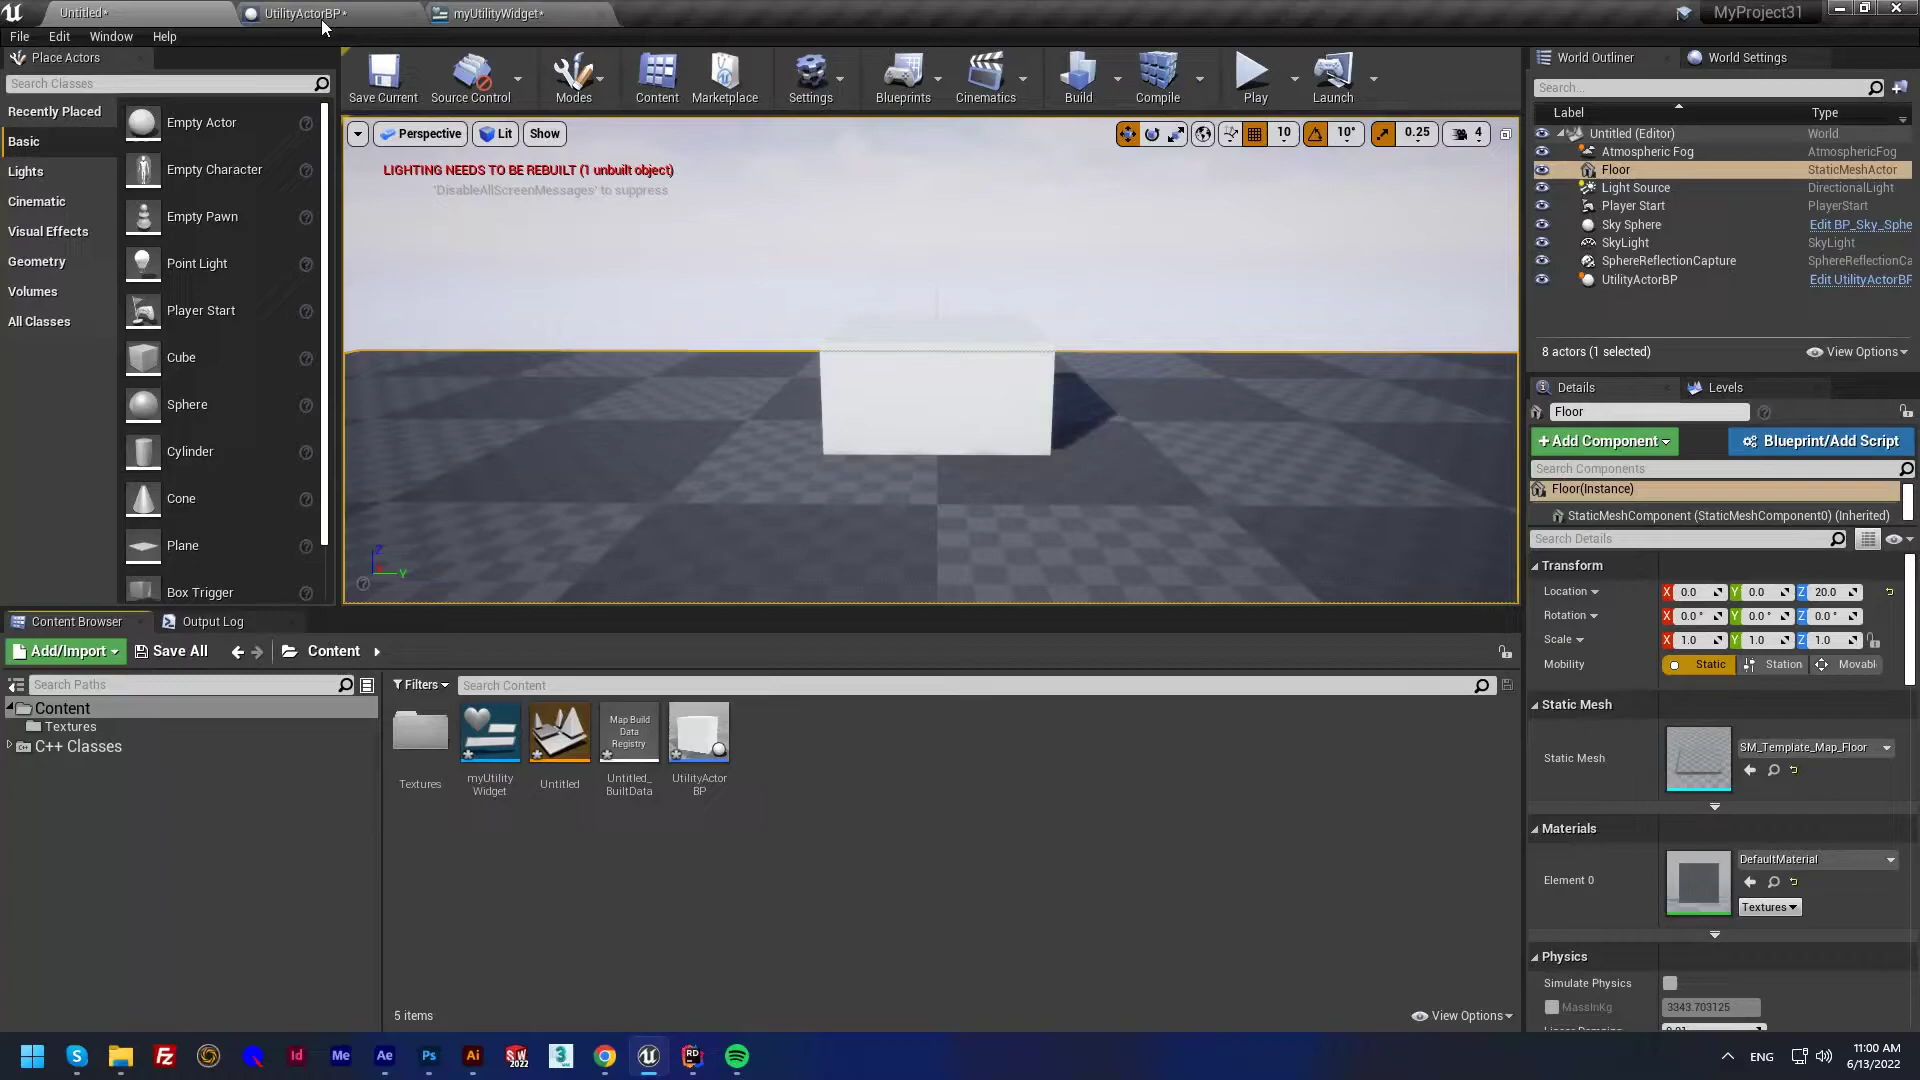 Untitled*
UtilityActorBP*
myUtilityWidget*
MyProject31
File
Edit
Window
Help
Place Actors
Search Classes
Recently Placed
Basic
Lights
Cinematic
Visual Effects
Geometry
Volumes
All Classes
Empty Actor
Empty Character
Empty Pawn
Point Light
Player Start
Cube
Sphere
Cylinder
Cone
Plane
Box Trigger
Save Current
Source Control
Modes
Content
Marketplace
Settings
Blueprints
Cinematics
Build
Compile
Play
Launch
Perspective
Lit
Show
10
10°
0.25
4
LIGHTING NEEDS TO BE REBUILT (1 unbuilt object)
'DisableAllScreenMessages' to suppress
Z
Y
World Outliner
World Settings
Search...
Label
Type
Untitled (Editor)
World
Atmospheric Fog
AtmosphericFog
Floor
StaticMeshActor
Light Source
DirectionalLight
Player Start
PlayerStart
Sky Sphere
Edit BP_Sky_Sphe
SkyLight
SkyLight
SphereReflectionCapture
SphereReflectionCa
UtilityActorBP
Edit UtilityActorBP
8 actors (1 selected)
View Options
Details
Levels
Floor
+Add Component
Blueprint/Add Script
Search Components
Floor(Instance)
StaticMeshComponent (StaticMeshComponent0) (Inherited)
Search Details
Transform
Location
X 0.0
Y 0.0
Z 20.0
Rotation
X 0.0 °
Y 0.0 °
Z 0.0 °
Scale
X 1.0
Y 1.0
Z 1.0
Mobility
Static
Station
Movabl
Static Mesh
Static Mesh
SM_Template_Map_Floor
Materials
Element 0
DefaultMaterial
Textures
Physics
Simulate Physics
MassInKg
3343.703125
Content Browser
Output Log
Add/Import
Save All
Content
Search Paths
Content
Textures
C++ Classes
Filters
Search Content
Textures
myUtility
Widget
Untitled
Map Build
Data
Registry
Untitled_
BuiltData
UtilityActor
BP
5 items
View Options
Id
Me
Ae
Ps
Ai
SW
2022
3
RD
ENG
11:00 AM
6/13/2022